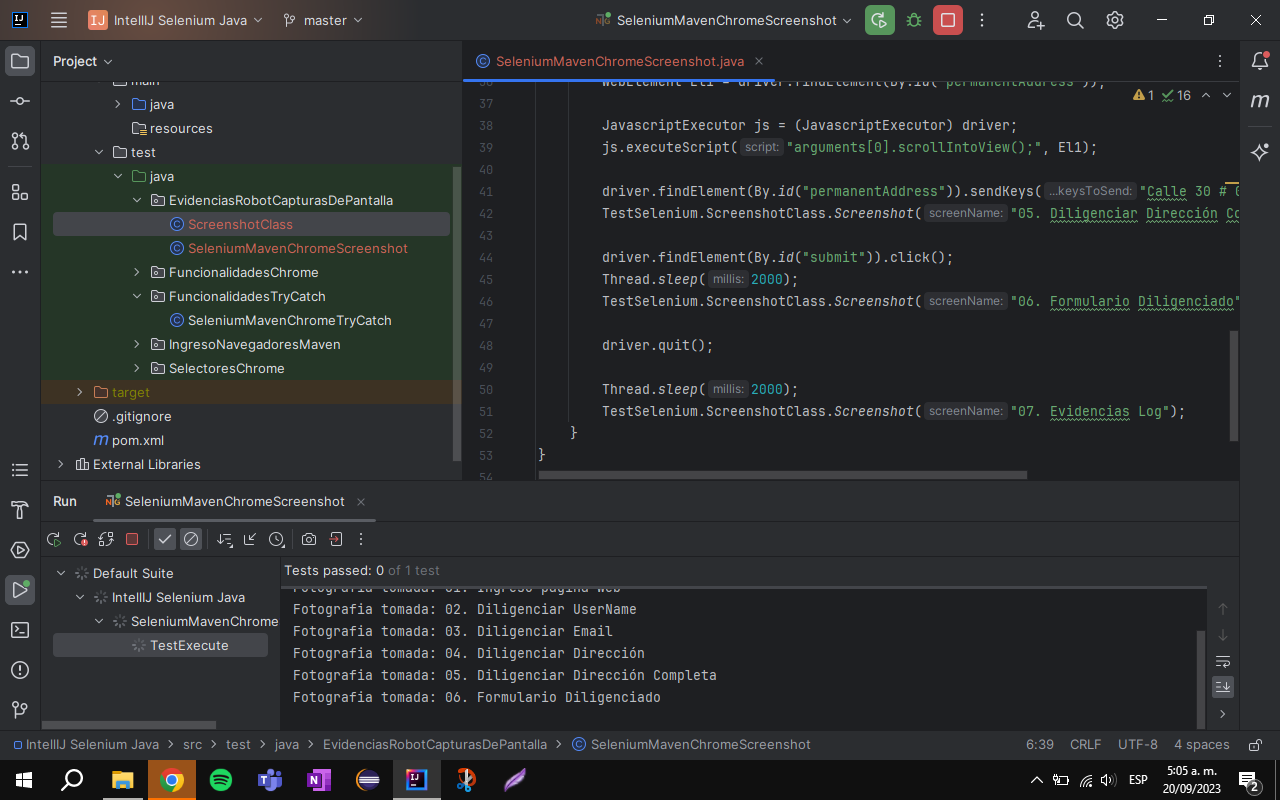 IJ IntellIJ Selenium Java master SeleniumMavenChromeScreenshot
Project
SeleniumMavenChromeScreenshot.java
main
java
resources
test
java
EvidenciasRobotCapturasDePantalla
ScreenshotClass
SeleniumMavenChromeScreenshot
FuncionalidadesChrome
FuncionalidadesTryCatch
SeleniumMavenChromeTryCatch
IngresoNavegadoresMaven
SelectoresChrome
target
.gitignore
pom.xml
External Libraries
1 16
36 WebElement El1 = driver.findElement(By.id("permanentAddress"));
37
38 JavascriptExecutor js = (JavascriptExecutor) driver;
39 js.executeScript( script: "arguments[0].scrollIntoView();", El1);
40
41 driver.findElement(By.id("permanentAddress")).sendKeys( ...keysToSend: "Calle 30 #
42 TestSelenium.ScreenshotClass.Screenshot( screenName: "05. Diligenciar Dirección Co
43
44 driver.findElement(By.id("submit")).click();
45 Thread.sleep( millis: 2000);
46 TestSelenium.ScreenshotClass.Screenshot( screenName: "06. Formulario Diligenciado"
47
48 driver.quit();
49
50 Thread.sleep( millis: 2000);
51 TestSelenium.ScreenshotClass.Screenshot( screenName: "07. Evidencias Log");
52 }
53 }
54
Run SeleniumMavenChromeScreenshot
Default Suite
IntellIJ Selenium Java
SeleniumMavenChrome
TestExecute
Tests passed: 0 of 1 test
Fotografia tomada: 01. Ingreso pagina Web
Fotografia tomada: 02. Diligenciar UserName
Fotografia tomada: 03. Diligenciar Email
Fotografia tomada: 04. Diligenciar Dirección
Fotografia tomada: 05. Diligenciar Dirección Completa
Fotografia tomada: 06. Formulario Diligenciado
IntellIJ Selenium Java > src > test > java > EvidenciasRobotCapturasDePantalla > SeleniumMavenChromeScreenshot 6:39 CRLF UTF-8 4 spaces
ESP
5:05 a. m.
20/09/2023
2